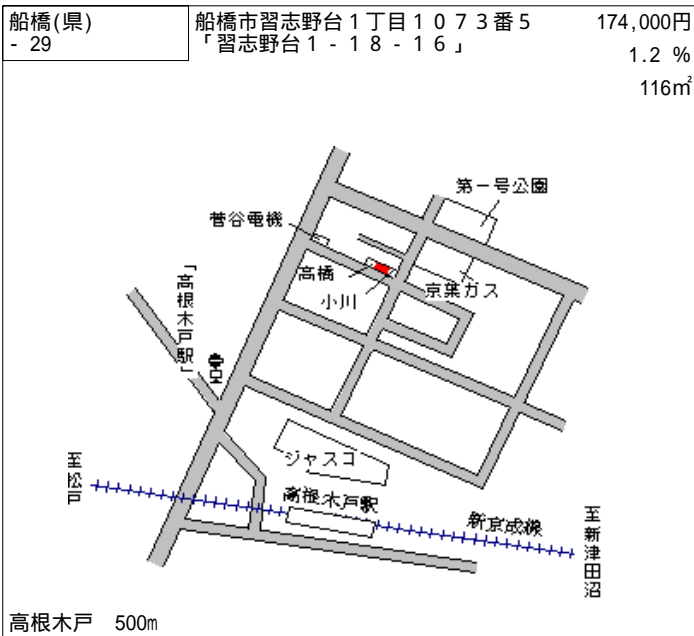 船橋(県)
- 29
船橋市習志野台１丁目１０７３番５
「習志野台１-１８-１６」
174,000円
1.2 %
116㎡
第一号公園
菅谷電機
高橋
小川
京葉ガス
「高根木戸駅」
ジャスコ
至松戸
高根木戸駅
新京成線
至新津田沼
高根木戸 500m